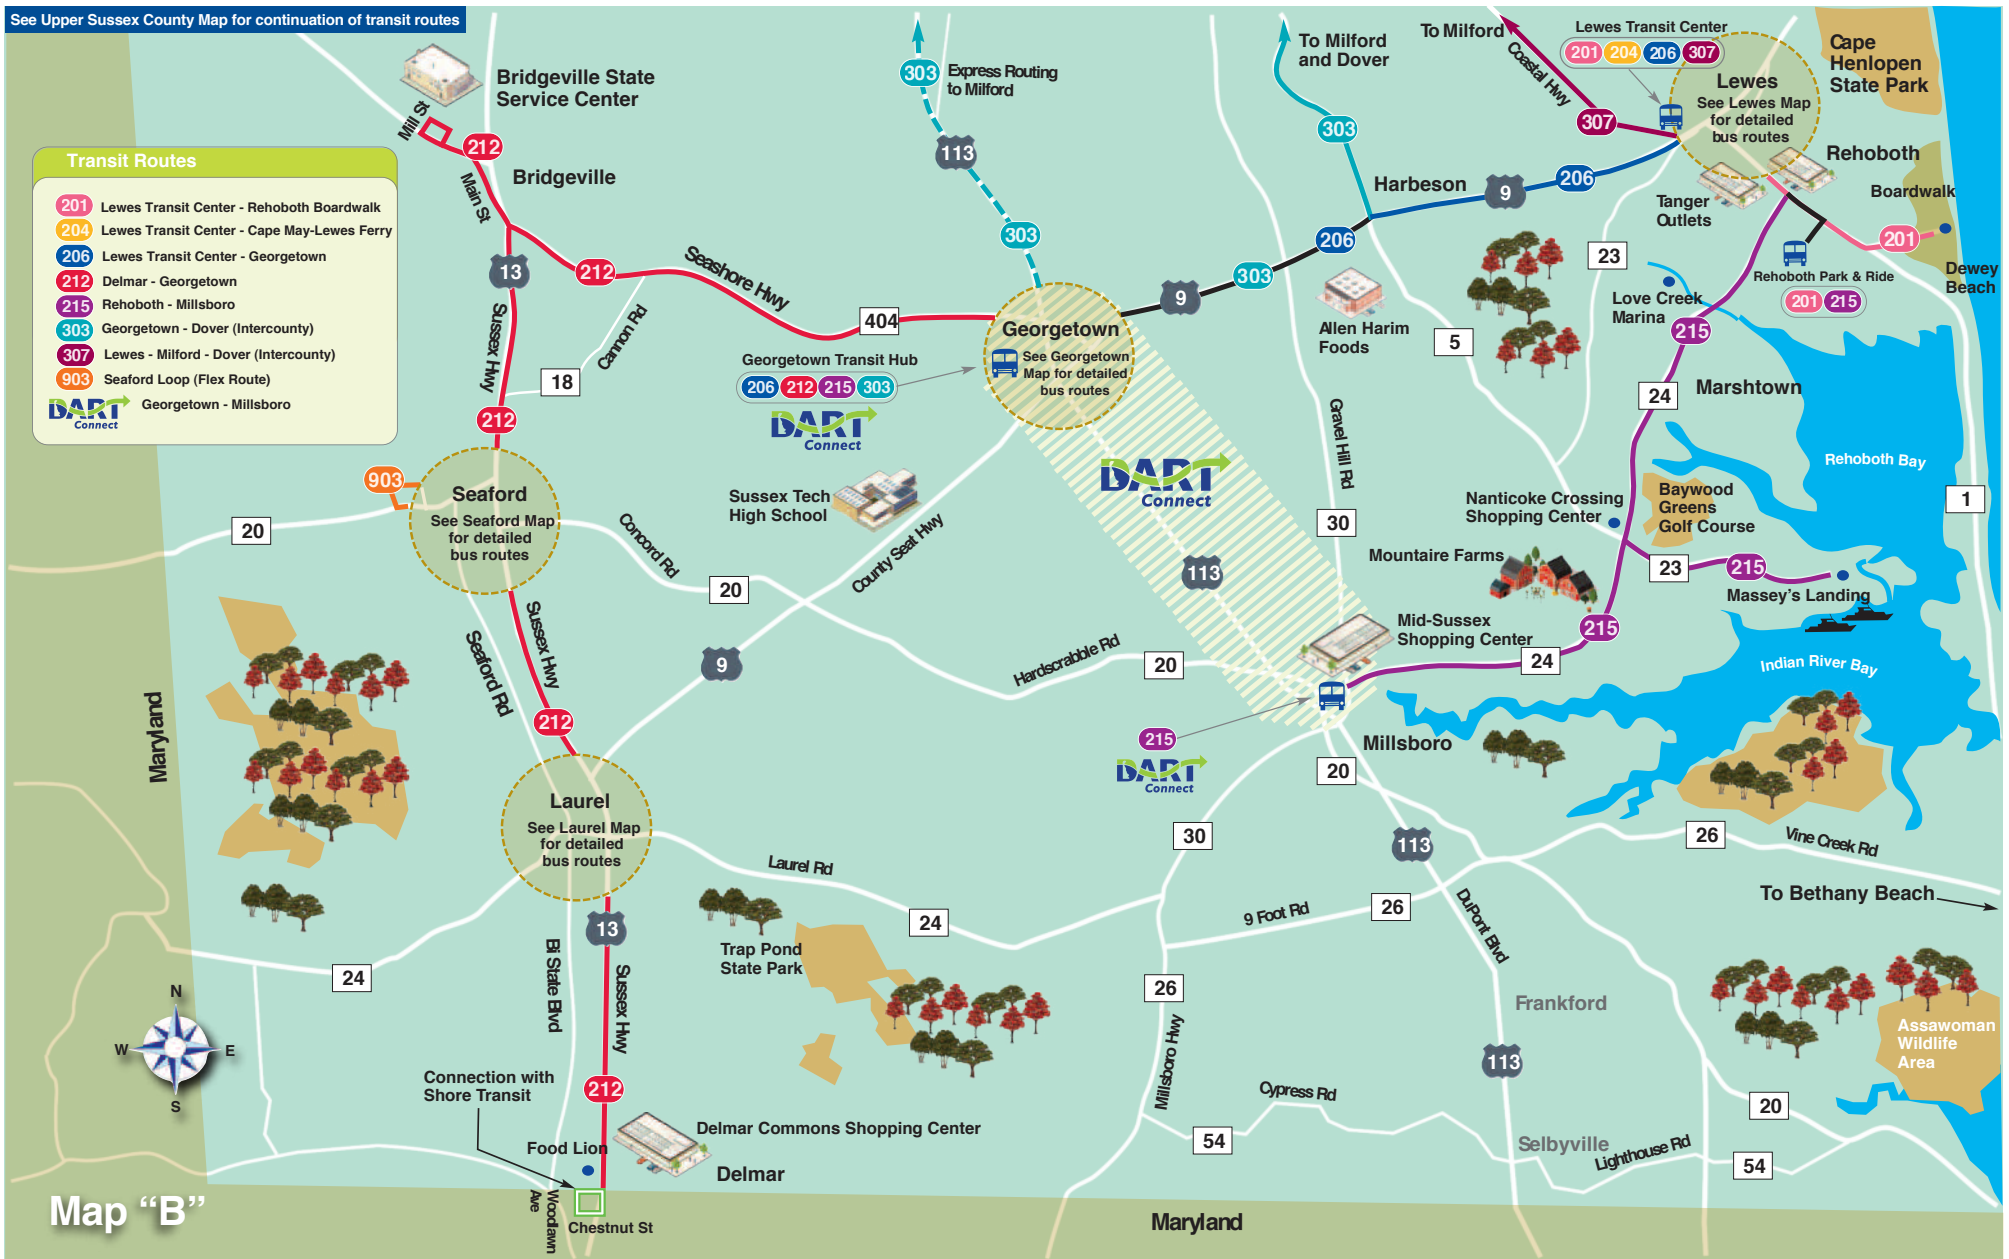 See Upper Sussex County Map for continuation of transit routes
Transit Routes
201 Lewes Transit Center - Rehoboth Boardwalk
204 Lewes Transit Center - Cape May-Lewes Ferry
206 Lewes Transit Center - Georgetown
212 Delmar - Georgetown
215 Rehoboth - Millsboro
303 Georgetown - Dover (Intercounty)
307 Lewes - Milford - Dover (Intercounty)
903 Seaford Loop (Flex Route)
DART Connect Georgetown - Millsboro
Bridgeville State
Service Center
Mill St
212
Main St
Bridgeville
13
212
Seashore Hwy
404
Sussex Hwy
Cannon Rd
18
212
303
Express Routing
to Milford
113
303
To Milford
and Dover
303
To Milford
Coastal Hwy
307
Lewes Transit Center
201 204 206 307
Lewes
See Lewes Map
for detailed
bus routes
Cape
Henlopen
State Park
Rehoboth
Boardwalk
201
Dewey
Beach
Tanger
Outlets
Rehoboth Park & Ride
201 215
Harbeson
9
206
206
303
9
Georgetown
See Georgetown
Map for detailed
bus routes
Georgetown Transit Hub
206 212 215 303
DART
Connect
Allen Harim
Foods
23
5
Love Creek
Marina
215
24
Marshtown
Rehoboth Bay
1
Gravel Hill Rd
30
903
Seaford
See Seaford Map
for detailed
bus routes
20
Concord Rd
20
Sussex Tech
High School
County Seat Hwy
9
DART
Connect
113
Nanticoke Crossing
Shopping Center
Baywood
Greens
Golf Course
Mountaire Farms
23
215
Massey's Landing
215
Mid-Sussex
Shopping Center
24
Indian River Bay
Hardscrabble Rd
20
215
DART
Connect
Millsboro
20
Sussex Hwy
Seaford Rd
212
Maryland
Laurel
See Laurel Map
for detailed
bus routes
Laurel Rd
24
30
113
26
Vine Creek Rd
To Bethany Beach
9 Foot Rd
26
DuPont Blvd
24
13
Bi State Blvd
Sussex Hwy
212
Trap Pond
State Park
26
Millsboro Hwy
Frankford
113
Assawoman
Wildlife
Area
Cypress Rd
54
Selbyville
Lighthouse Rd
54
20
N
W
E
S
Connection with
Shore Transit
Food Lion
Delmar Commons Shopping Center
Delmar
Woodlawn
Ave
Chestnut St
Maryland
Map “B”